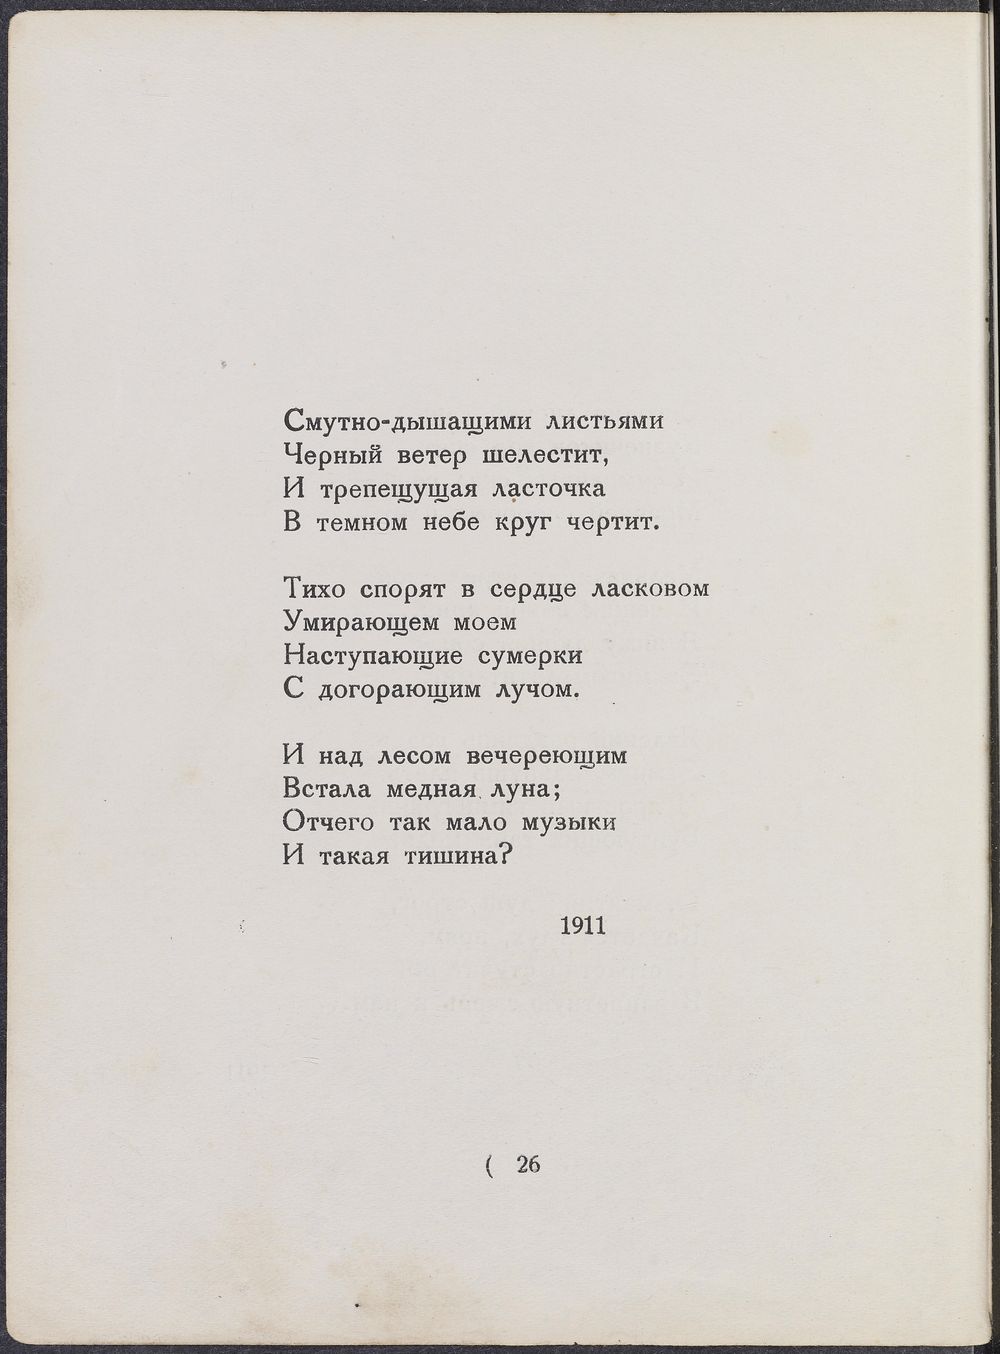 Смутно-дышащими листьями
Черный ветер шелестит,
И трепещущая ласточка
В темном небе круг чертит.
Тихо спорят в сердце ласковом
Умирающем моем
Наступающие сумерки
С догорающим лучом.
И над лесом вечереющим
Встала медная луна;
Отчего так мало музыки
И такая тишина?
1911
( 26